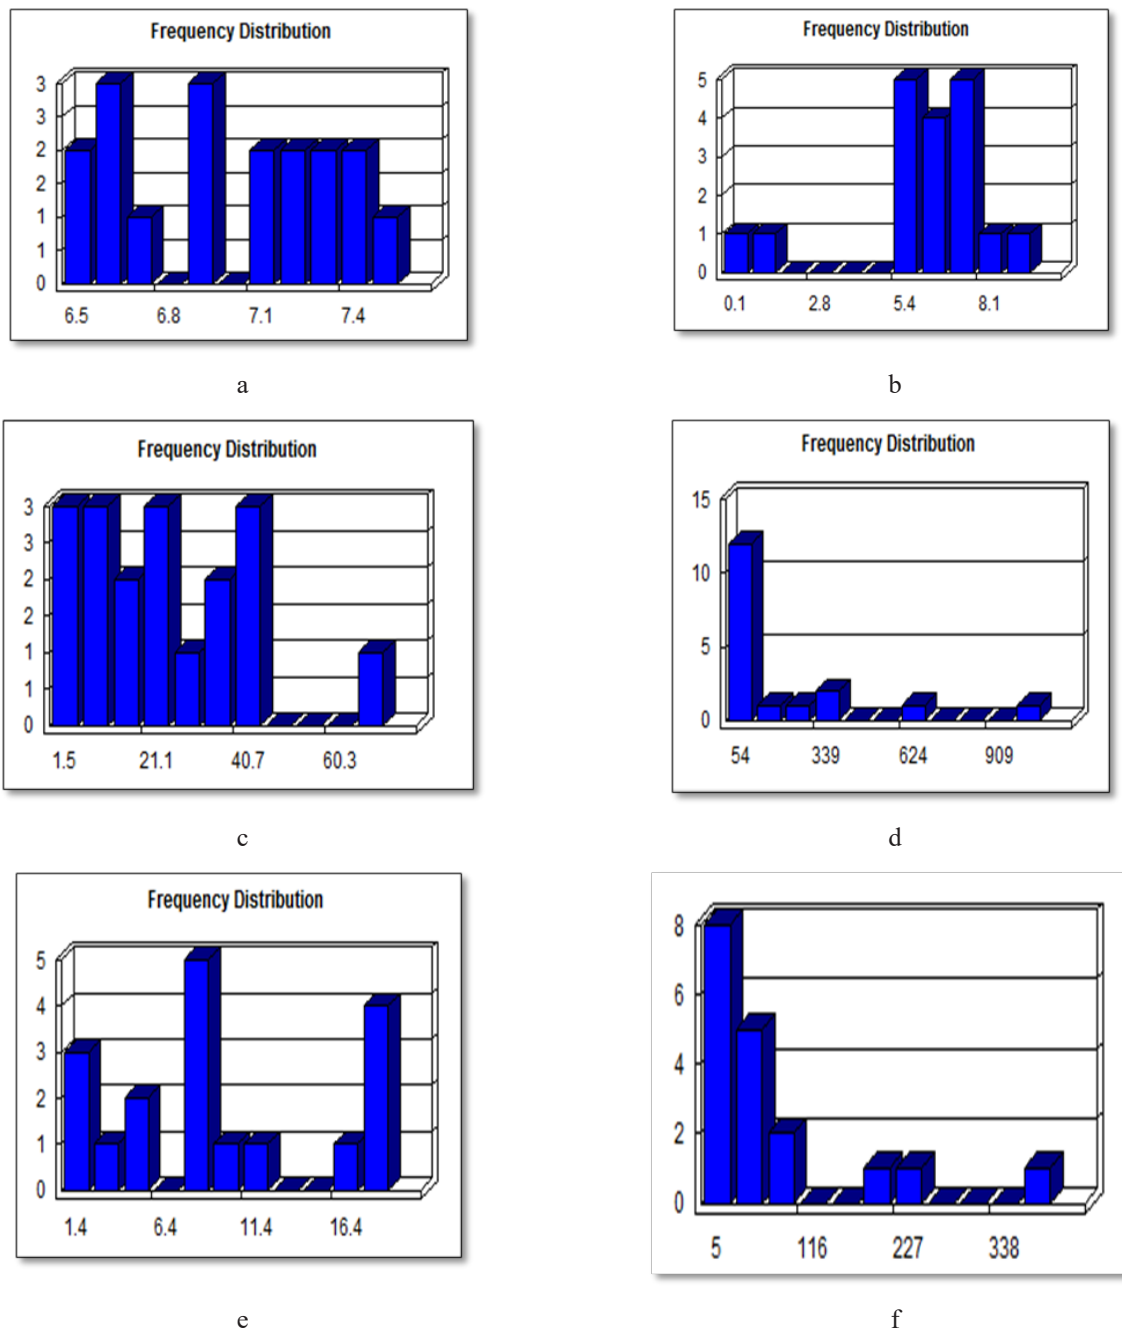 Frequency Distribution
3
3
2
2
1
1
0
6.5 6.8 7.1 7.4
a
Frequency Distribution
5
4
3
2
1
0
0.1 2.8 5.4 8.1
b
Frequency Distribution
3
3
2
2
1
1
0
1.5 21.1 40.7 60.3
c
Frequency Distribution
15
10
5
0
54 339 624 909
d
Frequency Distribution
5
4
3
2
1
0
1.4 6.4 11.4 16.4
e
8
6
4
2
0
5 116 227 338
f